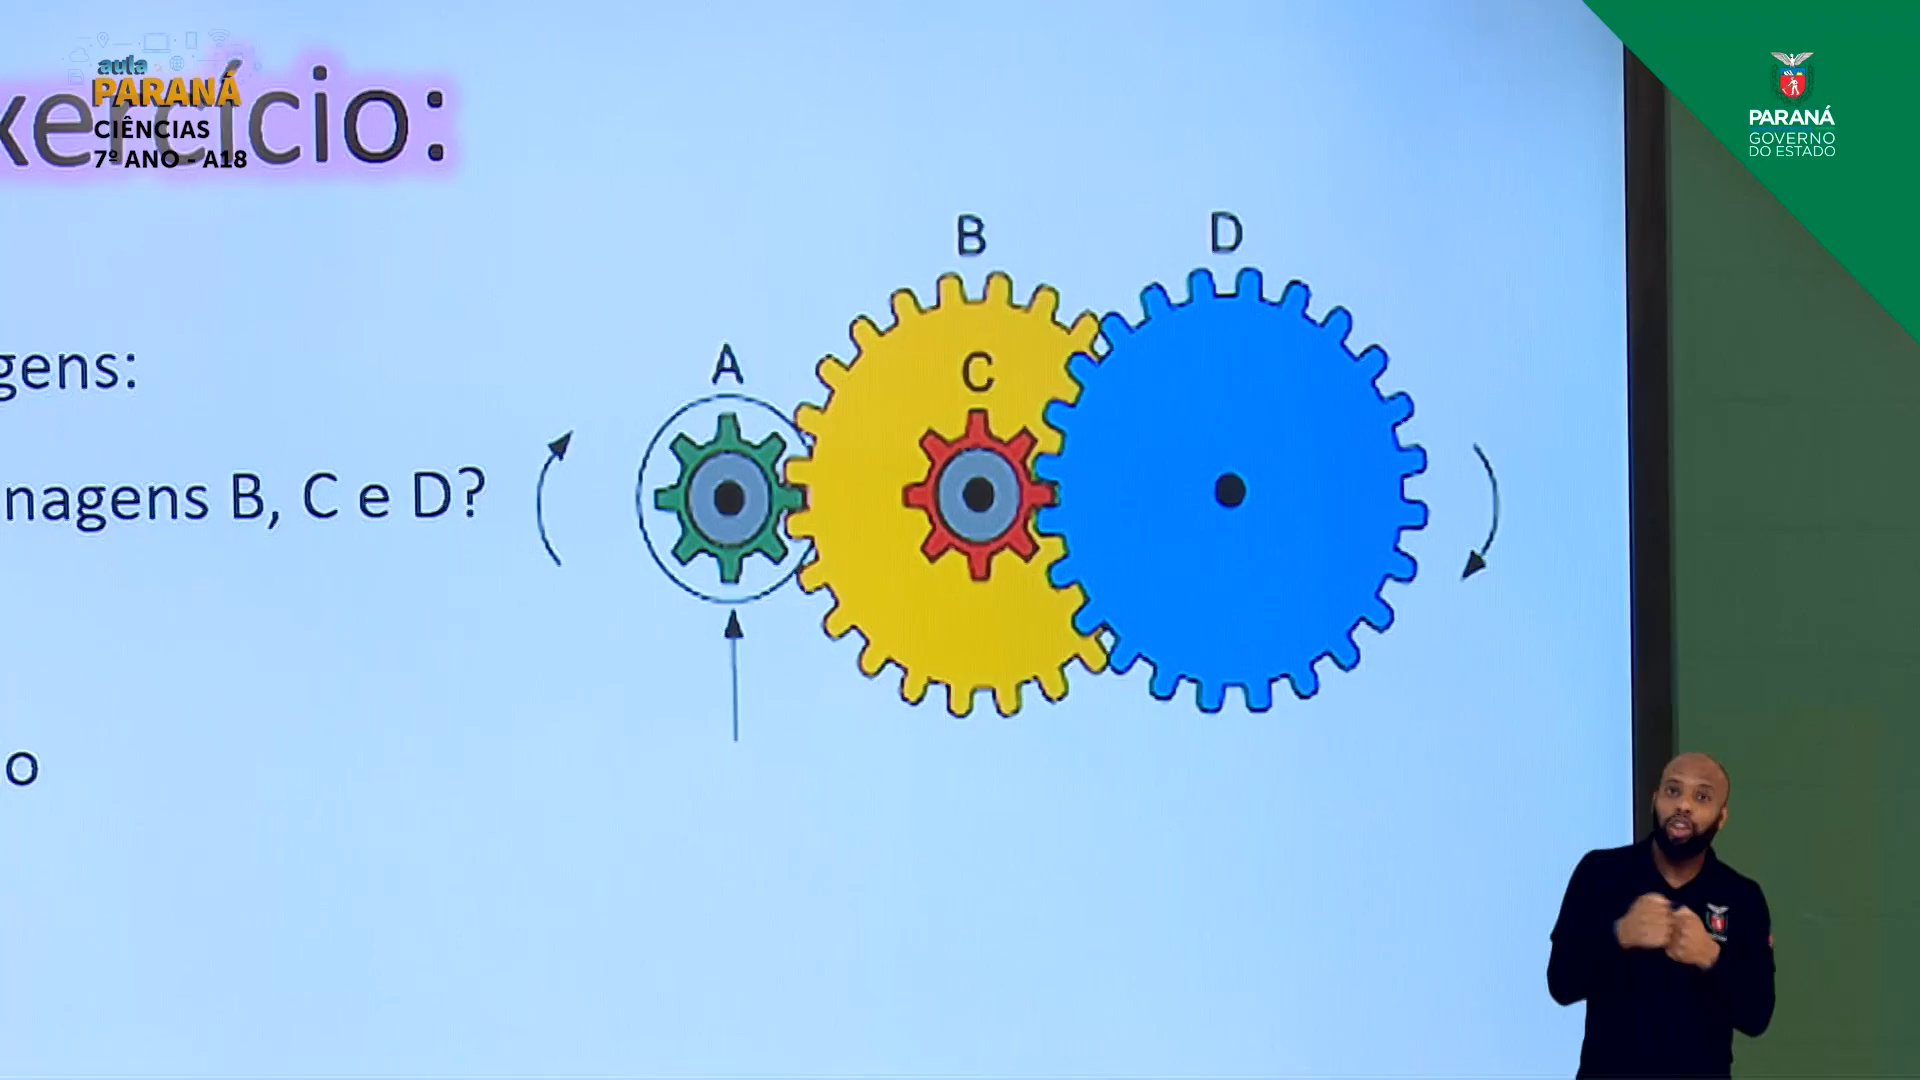 aula
PARANÁ
CIÊNCIAS
7º ANO - A18
xercício:
PARANÁ
GOVERNO
DO ESTADO
B
D
A
C
gens:
nagens B, C e D?
o